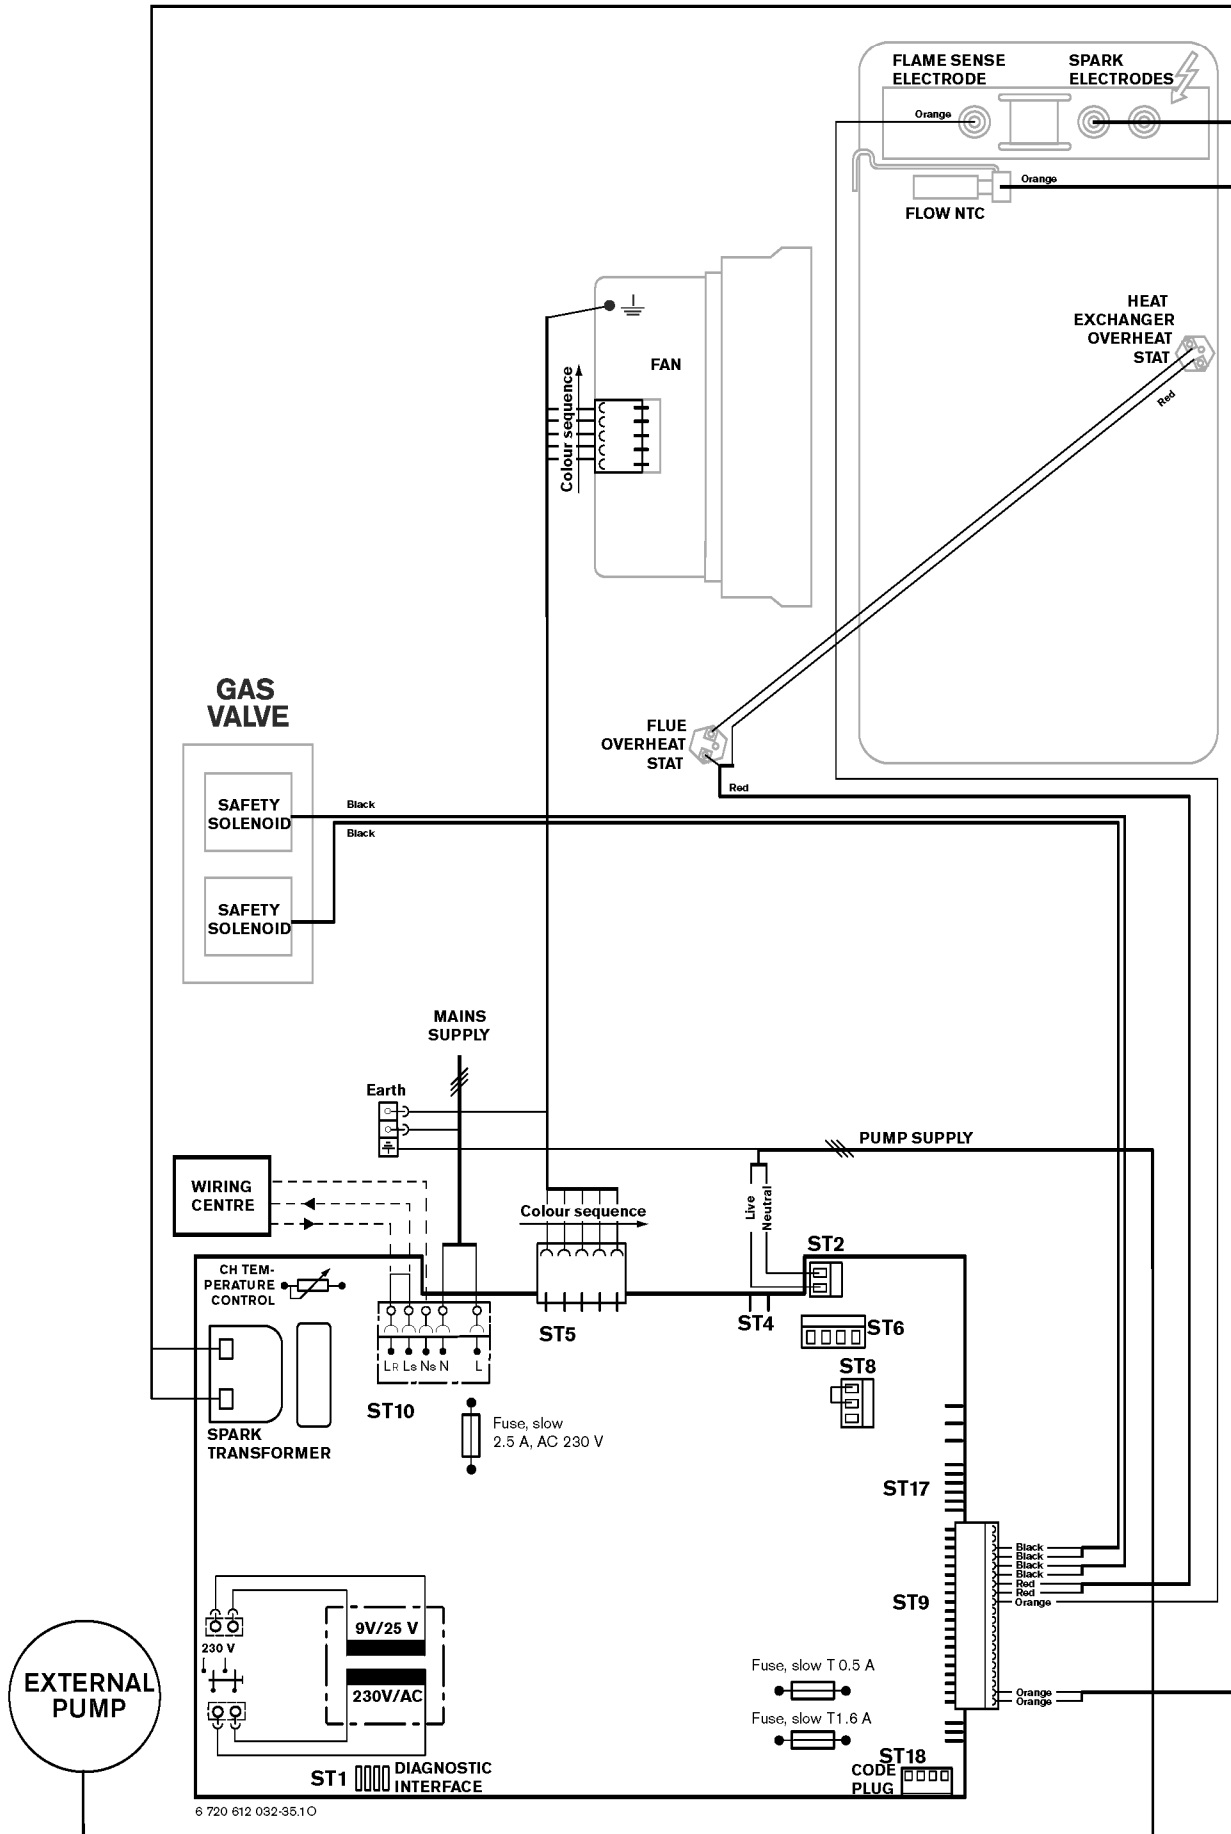 FLAME SENSE
ELECTRODE
SPARK
ELECTRODES
Orange
Orange
FLOW NTC
HEAT
EXCHANGER
OVERHEAT
STAT
Red
FAN
Colour sequence
GAS
VALVE
FLUE
OVERHEAT
STAT
Red
SAFETY
SOLENOID
Black
Black
SAFETY
SOLENOID
MAINS
SUPPLY
Earth
PUMP SUPPLY
WIRING
CENTRE
Live
Neutral
Colour sequence
ST2
CH TEM-
PERATURE
CONTROL
ST4
ST6
ST5
ST8
LR LS NS N L
ST10
SPARK
TRANSFORMER
Fuse, slow
2.5 A, AC 230 V
ST17
Black
Black
Black
Black
Red
Red
Orange
ST9
9V/25 V
230 V
230V/AC
EXTERNAL
PUMP
Fuse, slow T 0.5 A
Orange
Orange
Fuse, slow T1.6 A
ST18
CODE
PLUG
ST1
DIAGNOSTIC
INTERFACE
6 720 612 032-35.1O